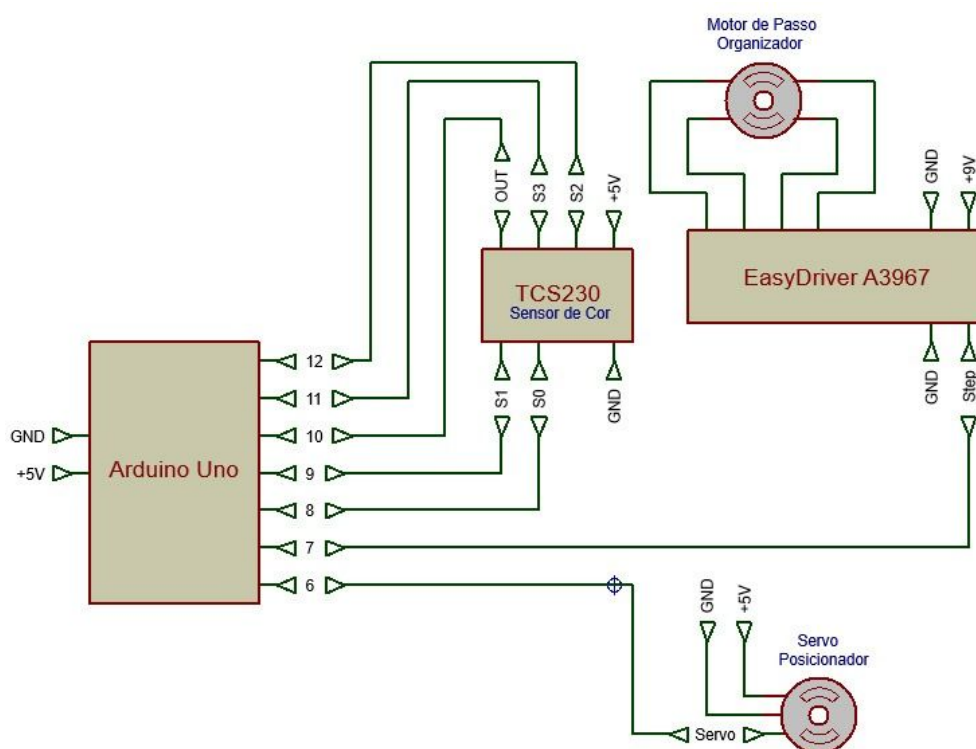 Motor de Passo
Organizador
GND
+9V
OUT
S3
S2
+5V
EasyDriver A3967
TCS230
Sensor de Cor
GND
Step
S1
S0
GND
12
11
10
9
8
7
6
GND
+5V
Arduino Uno
GND
+5V
Servo
Posicionador
Servo